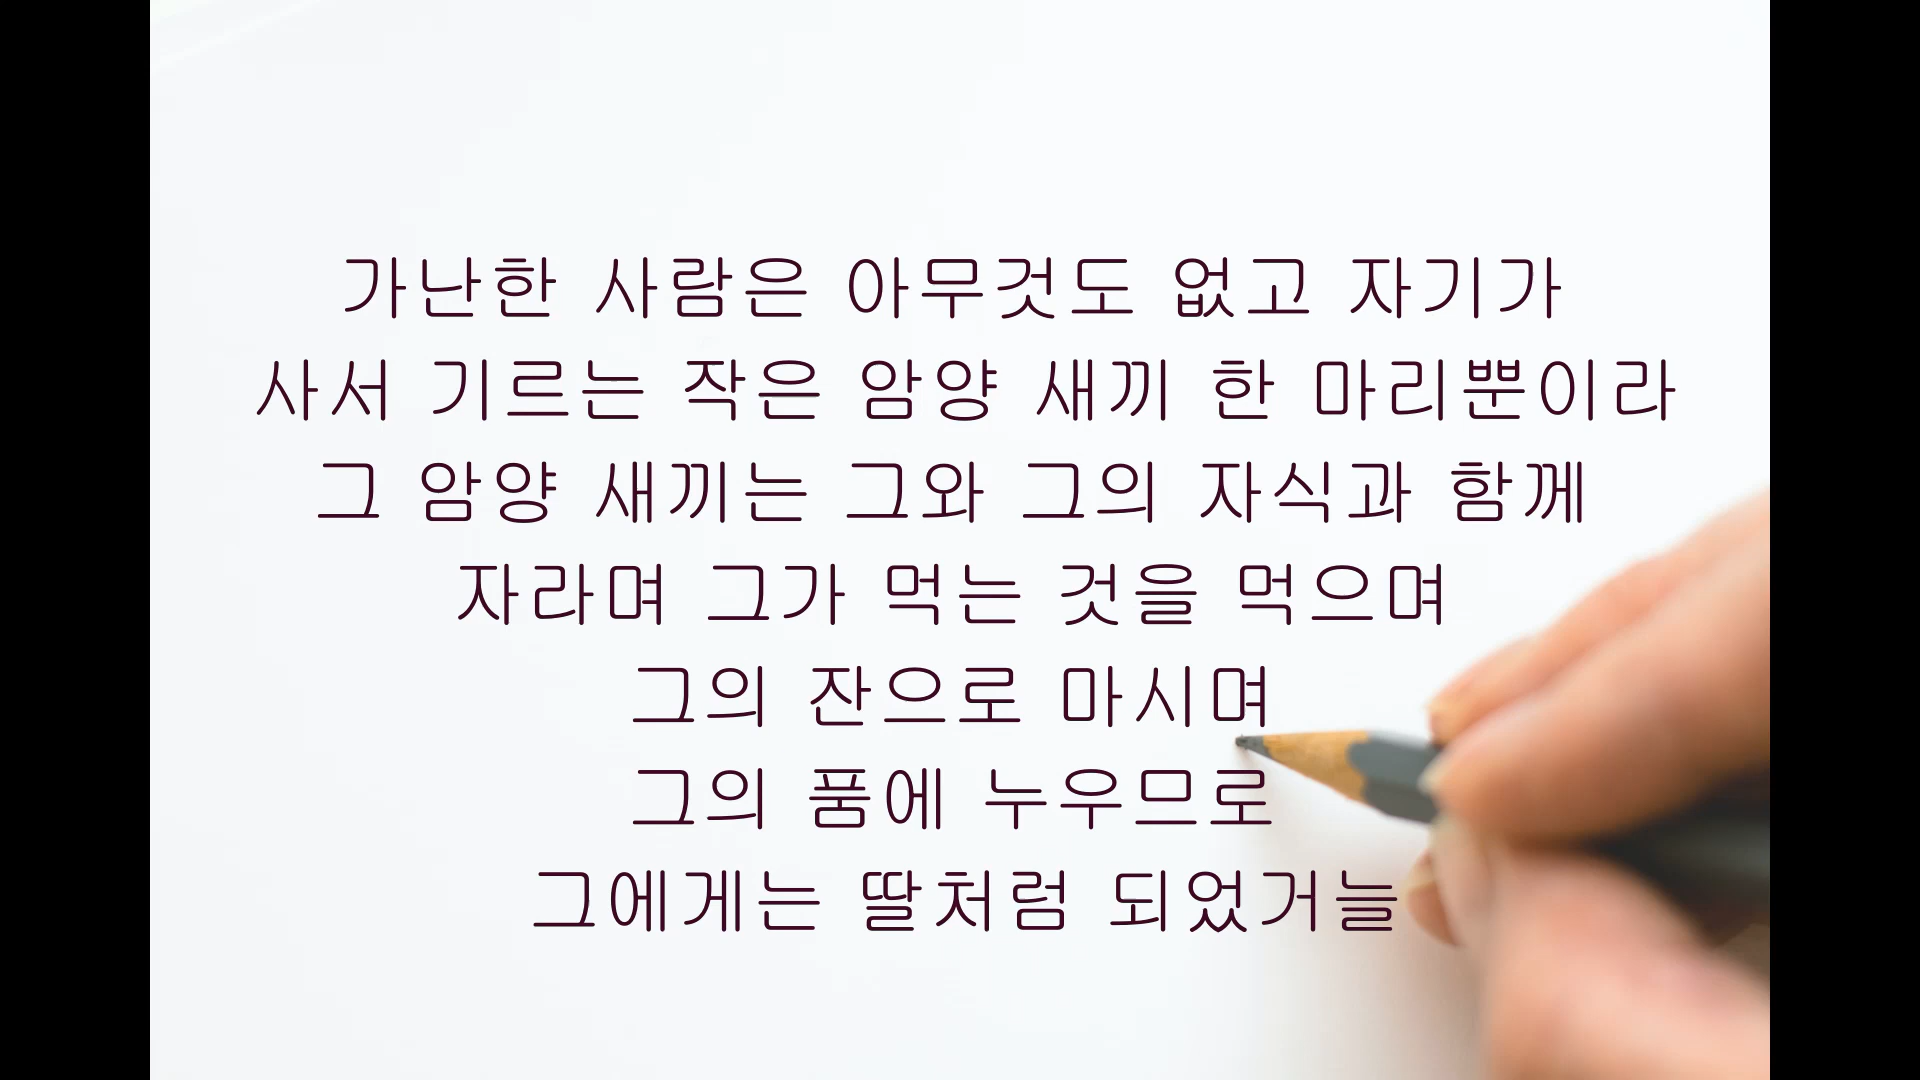 가난한 사람은 아무것도 없고 자기가
사서 기르는 작은 암양 새끼 한 마리뿐이라
그 암양 새끼는 그와 그의 자식과 함께
자라며 그가 먹는 것을 먹으며
그의 잔으로 마시며
그의 품에 누우므로
그에게는 딸처럼 되었거늘